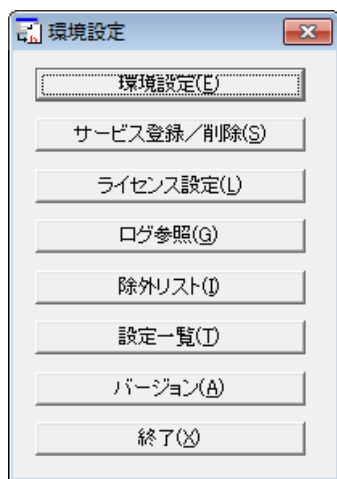 環境設定
環境設定(E)
サービス登録／削除(S)
ライセンス設定(L)
ログ参照(G)
除外リスト(I)
設定一覧(T)
バージョン(A)
終了(X)